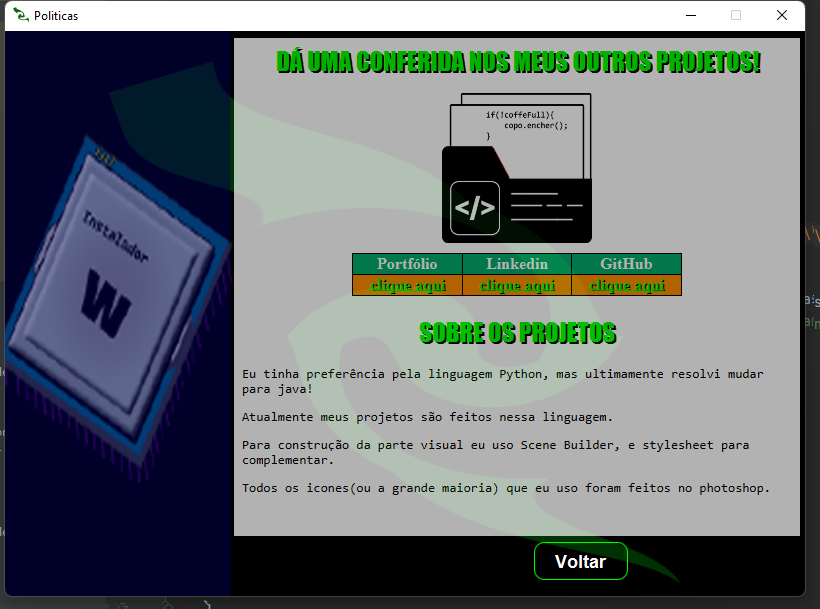 Politicas
DÁ UMA CONFERIDA NOS MEUS OUTROS PROJETOS!
if(!coffeFull){
copo.encher();
}
</>
Instalador
W
Portfólio Linkedin GitHub
clique aqui clique aqui clique aqui
SOBRE OS PROJETOS
Eu tinha preferência pela linguagem Python, mas ultimamente resolvi mudar
para java!
Atualmente meus projetos são feitos nessa linguagem.
Para construção da parte visual eu uso Scene Builder, e stylesheet para
complementar.
Todos os icones(ou a grande maioria) que eu uso foram feitos no photoshop.
Voltar